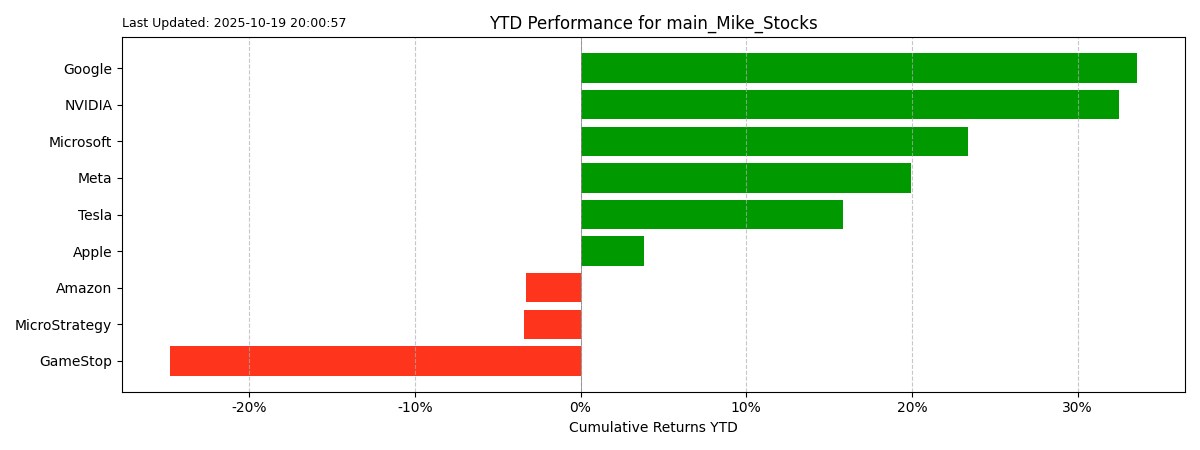 Last Updated: 2025-10-19 20:00:57
YTD Performance for main_Mike_Stocks
Google
NVIDIA
Microsoft
Meta
Tesla
Apple
Amazon
MicroStrategy
GameStop
-20% -10% 0% 10% 20% 30%
Cumulative Returns YTD